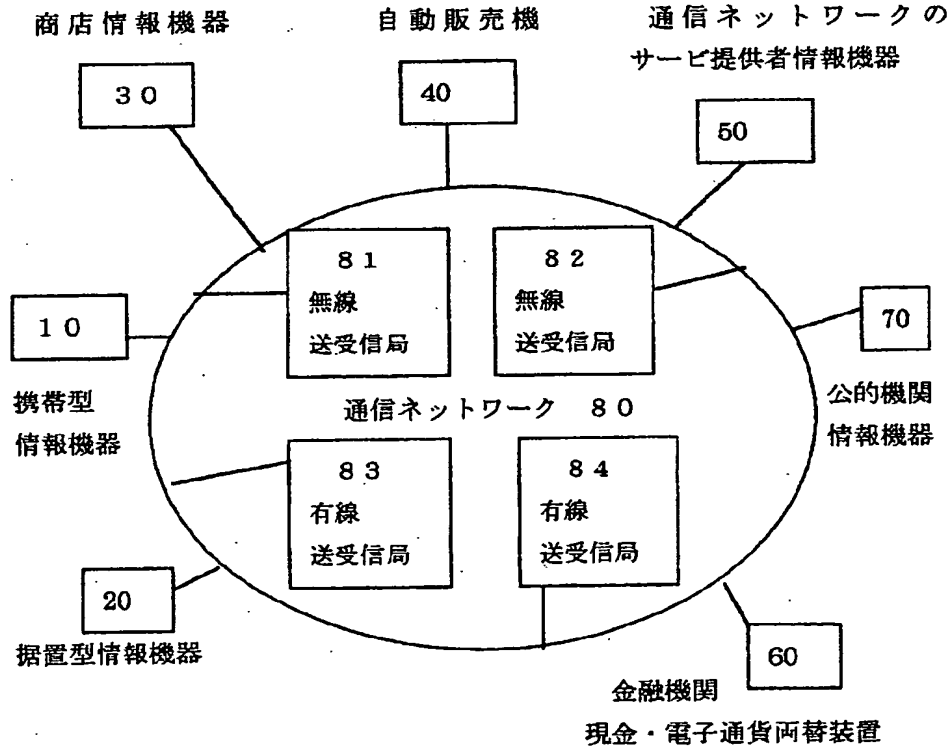 商店情報機器
自動販売機
通信ネットワークの
サービ提供者情報機器
30
40
50
81
無線
送受信局
82
無線
送受信局
10
携帯型
情報機器
70
公的機関
情報機器
通信ネットワーク 80
83
有線
送受信局
84
有線
送受信局
20
据置型情報機器
60
金融機関
現金・電子通貨両替装置